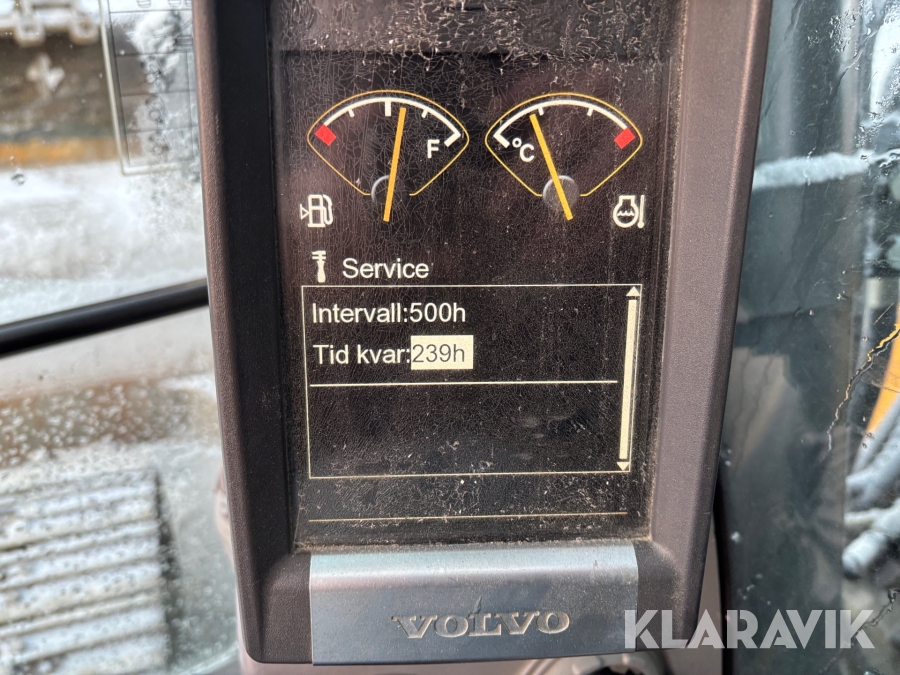 F
°C
Service
Intervall:500h
Tid kvar:239h
VOLVO
KLARAVIK